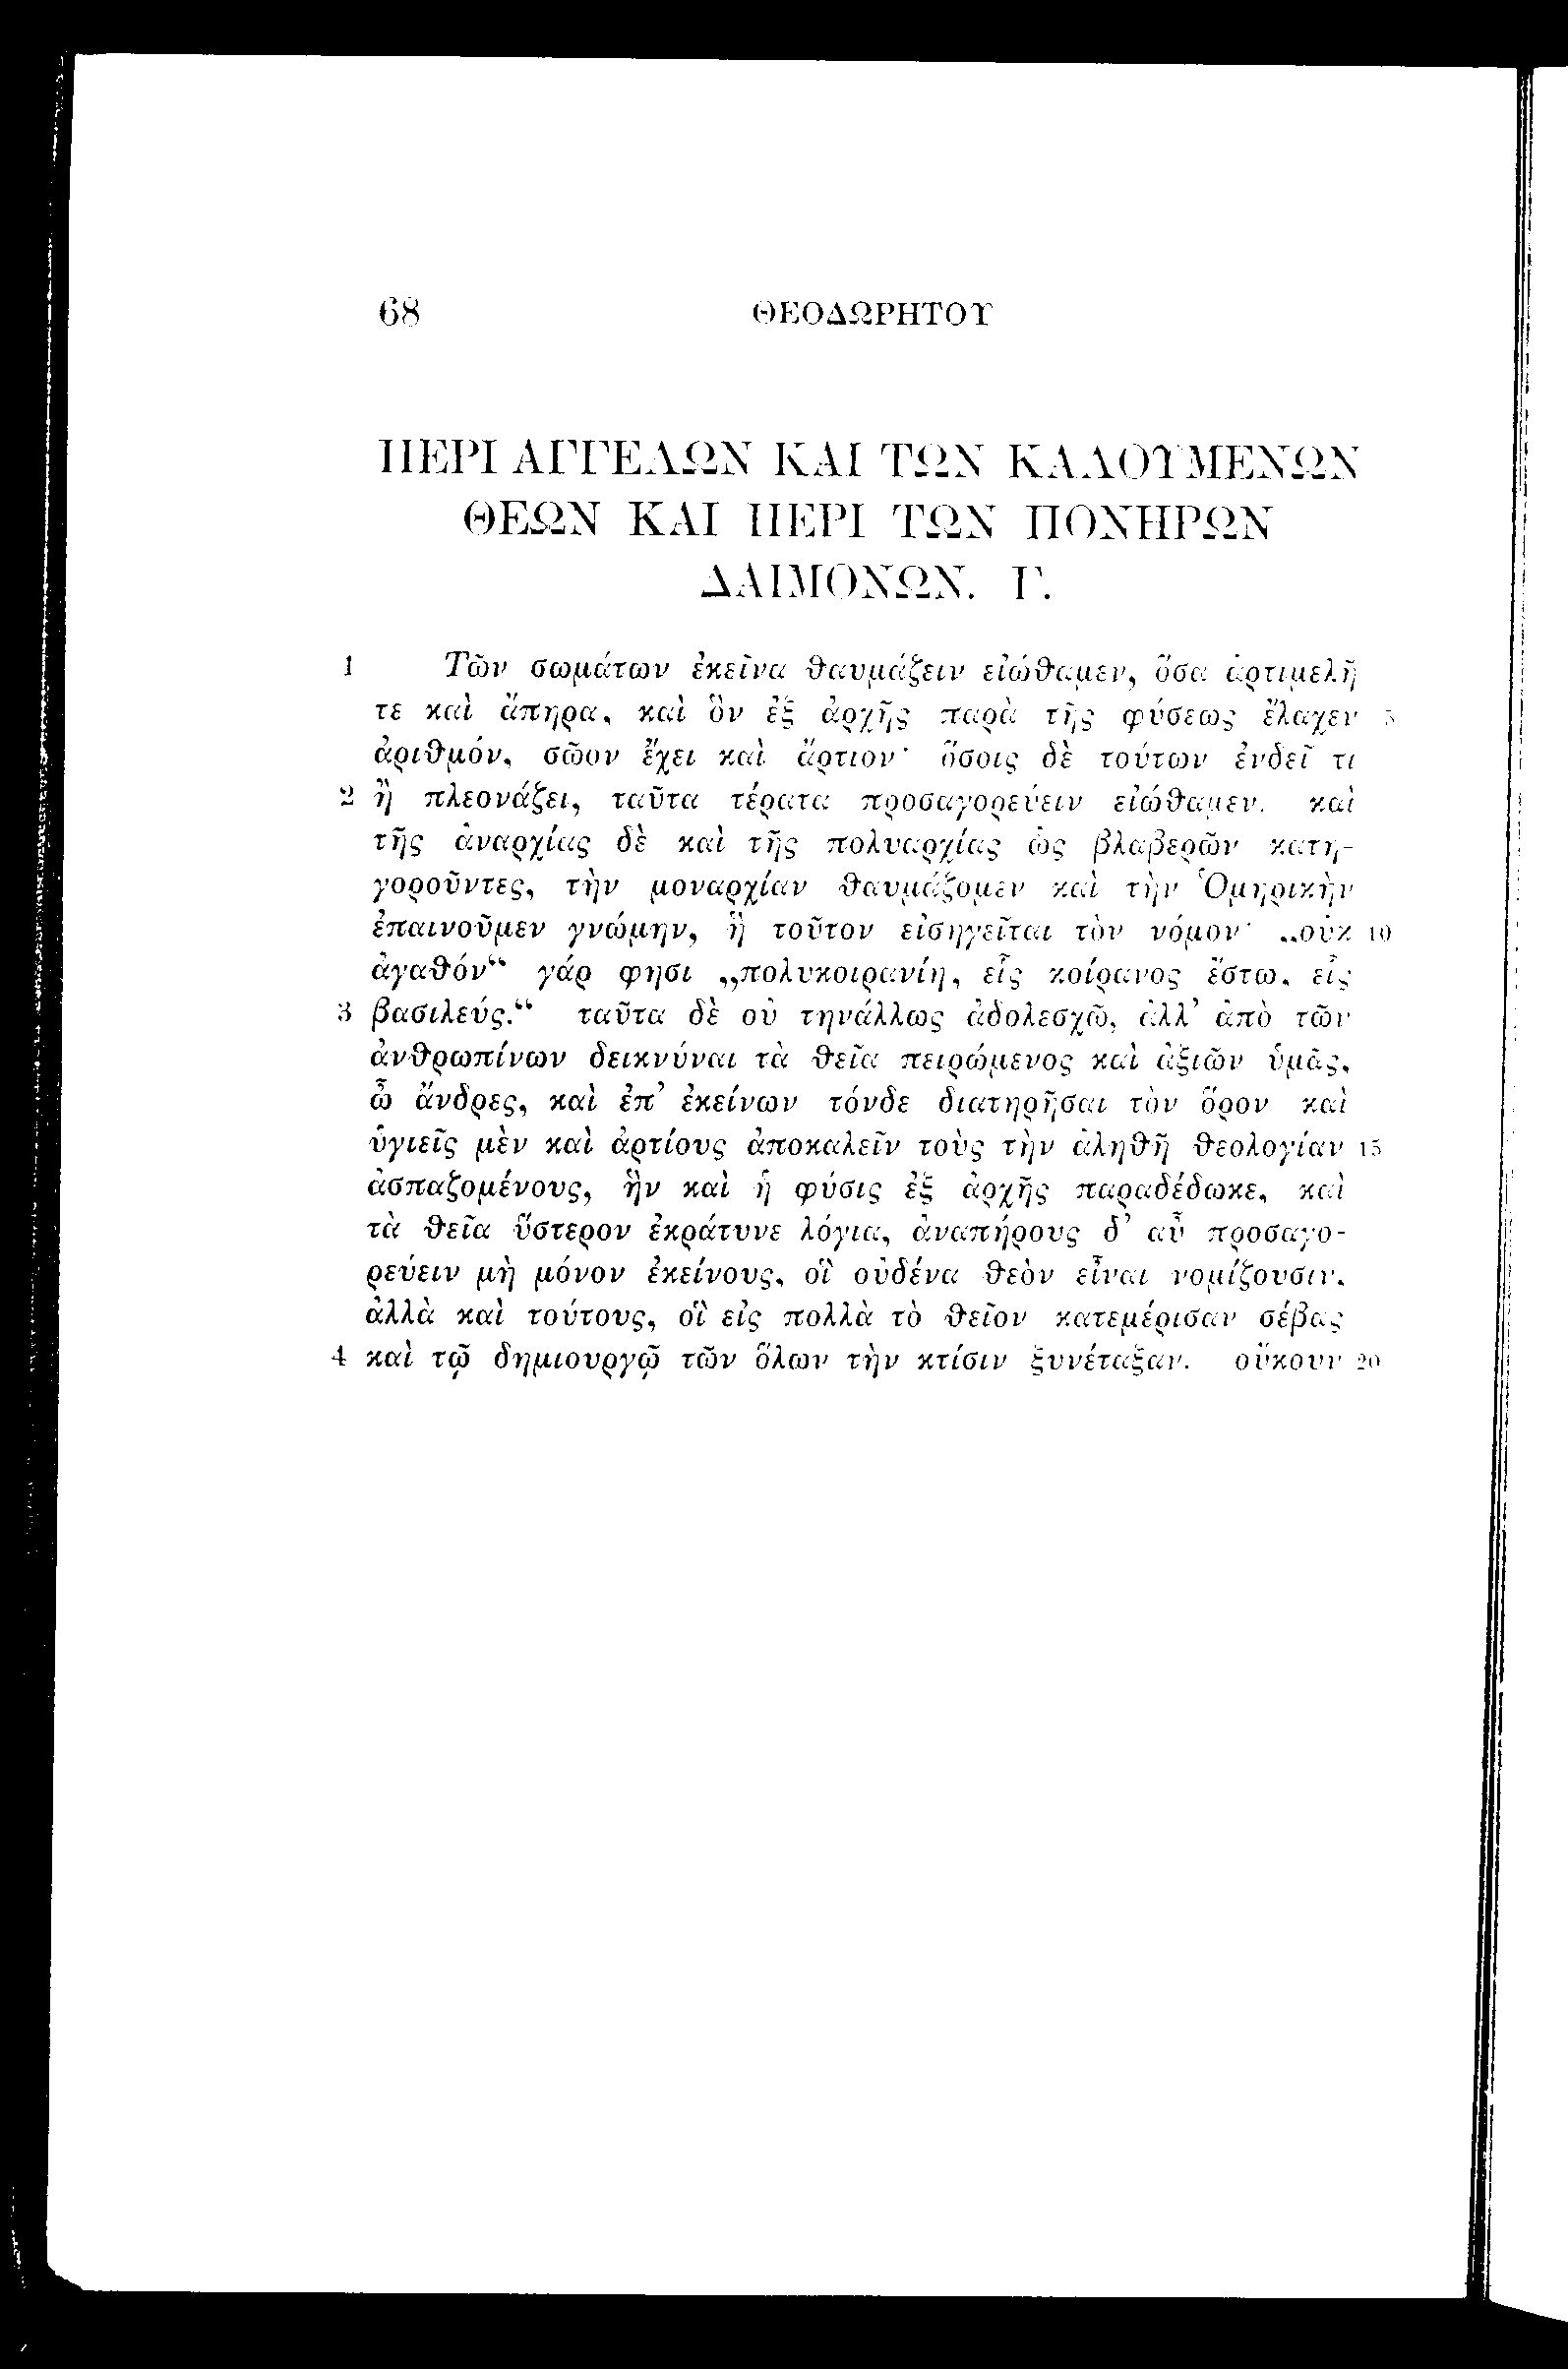 68 ΘΕΟΔΩΡΗΤΟΥ
ΠΕΡΙ ΑΓΓΕΛΩΝ ΚΑΙ ΤΩΝ ΚΑΛΟΥΜΕΝΩΝ
ΘΕΩΝ ΚΑΙ ΠΕΡΙ ΤΩΝ ΠΟΝΗΡΩΝ
ΔΑΙΜΟΝΩΝ. Γ.
1 Τῶν σωμάτων ἐκεῖνα θαυμάζειν εἰώθαμεν, ὅσα ἀρτιμελῆ
τε καὶ ἄπηρα, καὶ ὃν ἐξ ἀρχῆς παρὰ τῆς φύσεως ἔλαχεν 5
ἀριθμόν, σῶον ἔχει καὶ ἄρτιον· ὅσοις δὲ τούτων ἐνδεῖ τι
2 ἢ πλεονάζει, ταῦτα τέρατα προσαγορεύειν εἰώθαμεν. καὶ
τῆς ἀναρχίας δὲ καὶ τῆς πολυαρχίας ὡς βλαβερῶν κατη-
γοροῦντες, τὴν μοναρχίαν θαυμάζομεν καὶ τὴν Ὁμηρικὴν
ἐπαινοῦμεν γνώμην, ἣ τοῦτον εἰσηγεῖται τὸν νόμον· „οὐκ 10
ἀγαθόν“ γάρ φησι „πολυκοιρανίη, εἷς κοίρανος ἔστω, εἷς
3 βασιλεύς.“ ταῦτα δὲ οὐ τηνάλλως ἀδολεσχῶ, ἀλλ’ ἀπὸ τῶν
ἀνθρωπίνων δεικνύναι τὰ θεῖα πειρώμενος καὶ ἀξιῶν ὑμᾶς,
ὦ ἄνδρες, καὶ ἐπ’ ἐκείνων τόνδε διατηρῆσαι τὸν ὅρον καὶ
ὑγιεῖς μὲν καὶ ἀρτίους ἀποκαλεῖν τοὺς τὴν ἀληθῆ θεολογίαν 15
ἀσπαζομένους, ἣν καὶ ἡ φύσις ἐξ ἀρχῆς παραδέδωκε, καὶ
τὰ θεῖα ὕστερον ἐκράτυνε λόγια, ἀναπήρους δ’ αὖ προσαγο-
ρεύειν μὴ μόνον ἐκείνους, οἳ οὐδένα θεὸν εἶναι νομίζουσιν,
ἀλλὰ καὶ τούτους, οἳ εἰς πολλὰ τὸ θεῖον κατεμέρισαν σέβας
4 καὶ τῷ δημιουργῷ τῶν ὅλων τὴν κτίσιν ξυνέταξαν. οὔκουν 20